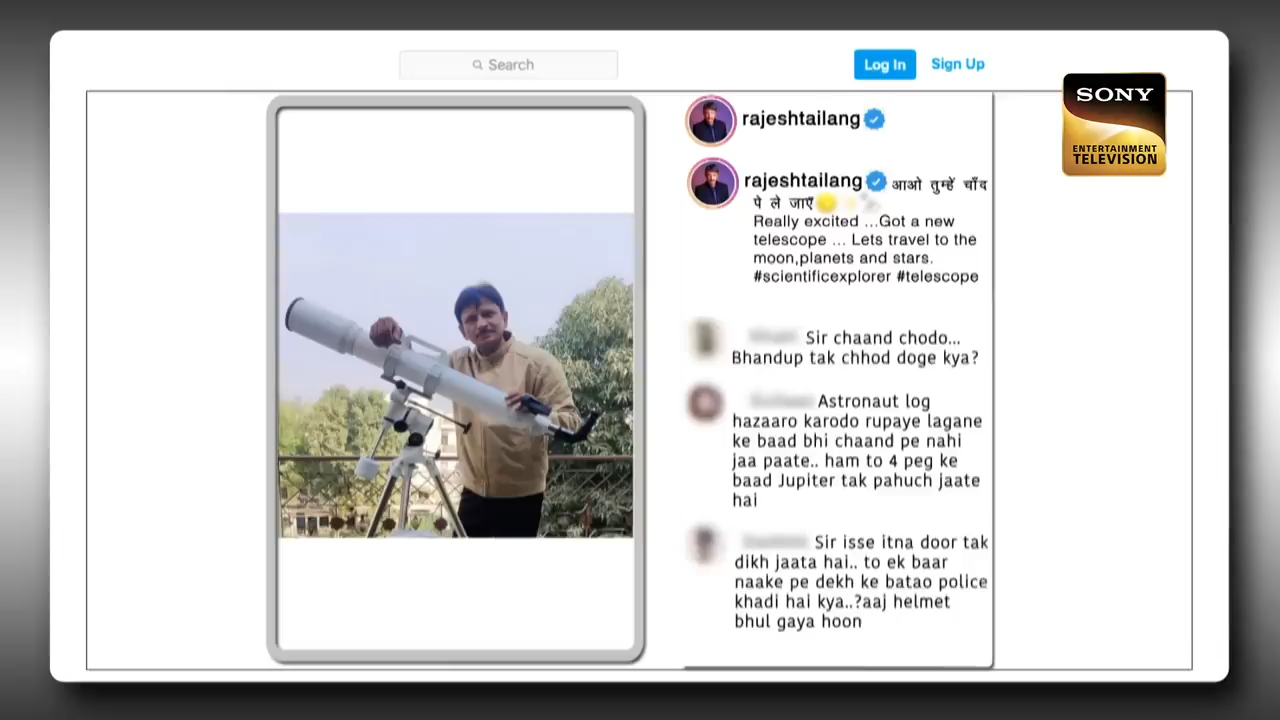 Search
Log In
Sign Up
SONY
ENTERTAINMENT
TELEVISION
rajeshtailang
rajeshtailang आओ तुम्हें चाँद
पे ले जाएँ
Really excited ...Got a new
telescope ... Lets travel to the
moon,planets and stars.
#scientificexplorer #telescope
Sir chaand chodo...
Bhandup tak chhod doge kya?
Astronaut log
hazaaro karodo rupaye lagane
ke baad bhi chaand pe nahi
jaa paate.. ham to 4 peg ke
baad Jupiter tak pahuch jaate
hai
Sir isse itna door tak
dikh jaata hai.. to ek baar
naake pe dekh ke batao police
khadi hai kya..?aaj helmet
bhul gaya hoon